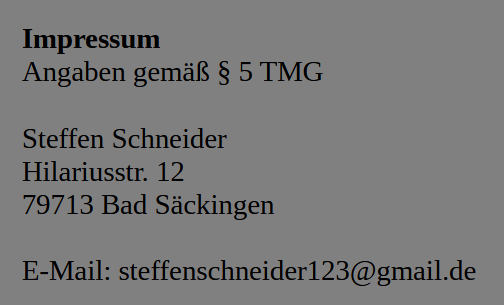 Impressum
Angaben gemäß § 5 TMG
Steffen Schneider
Hilariusstr. 12
79713 Bad Säckingen
E-Mail: steffenschneider123@gmail.de